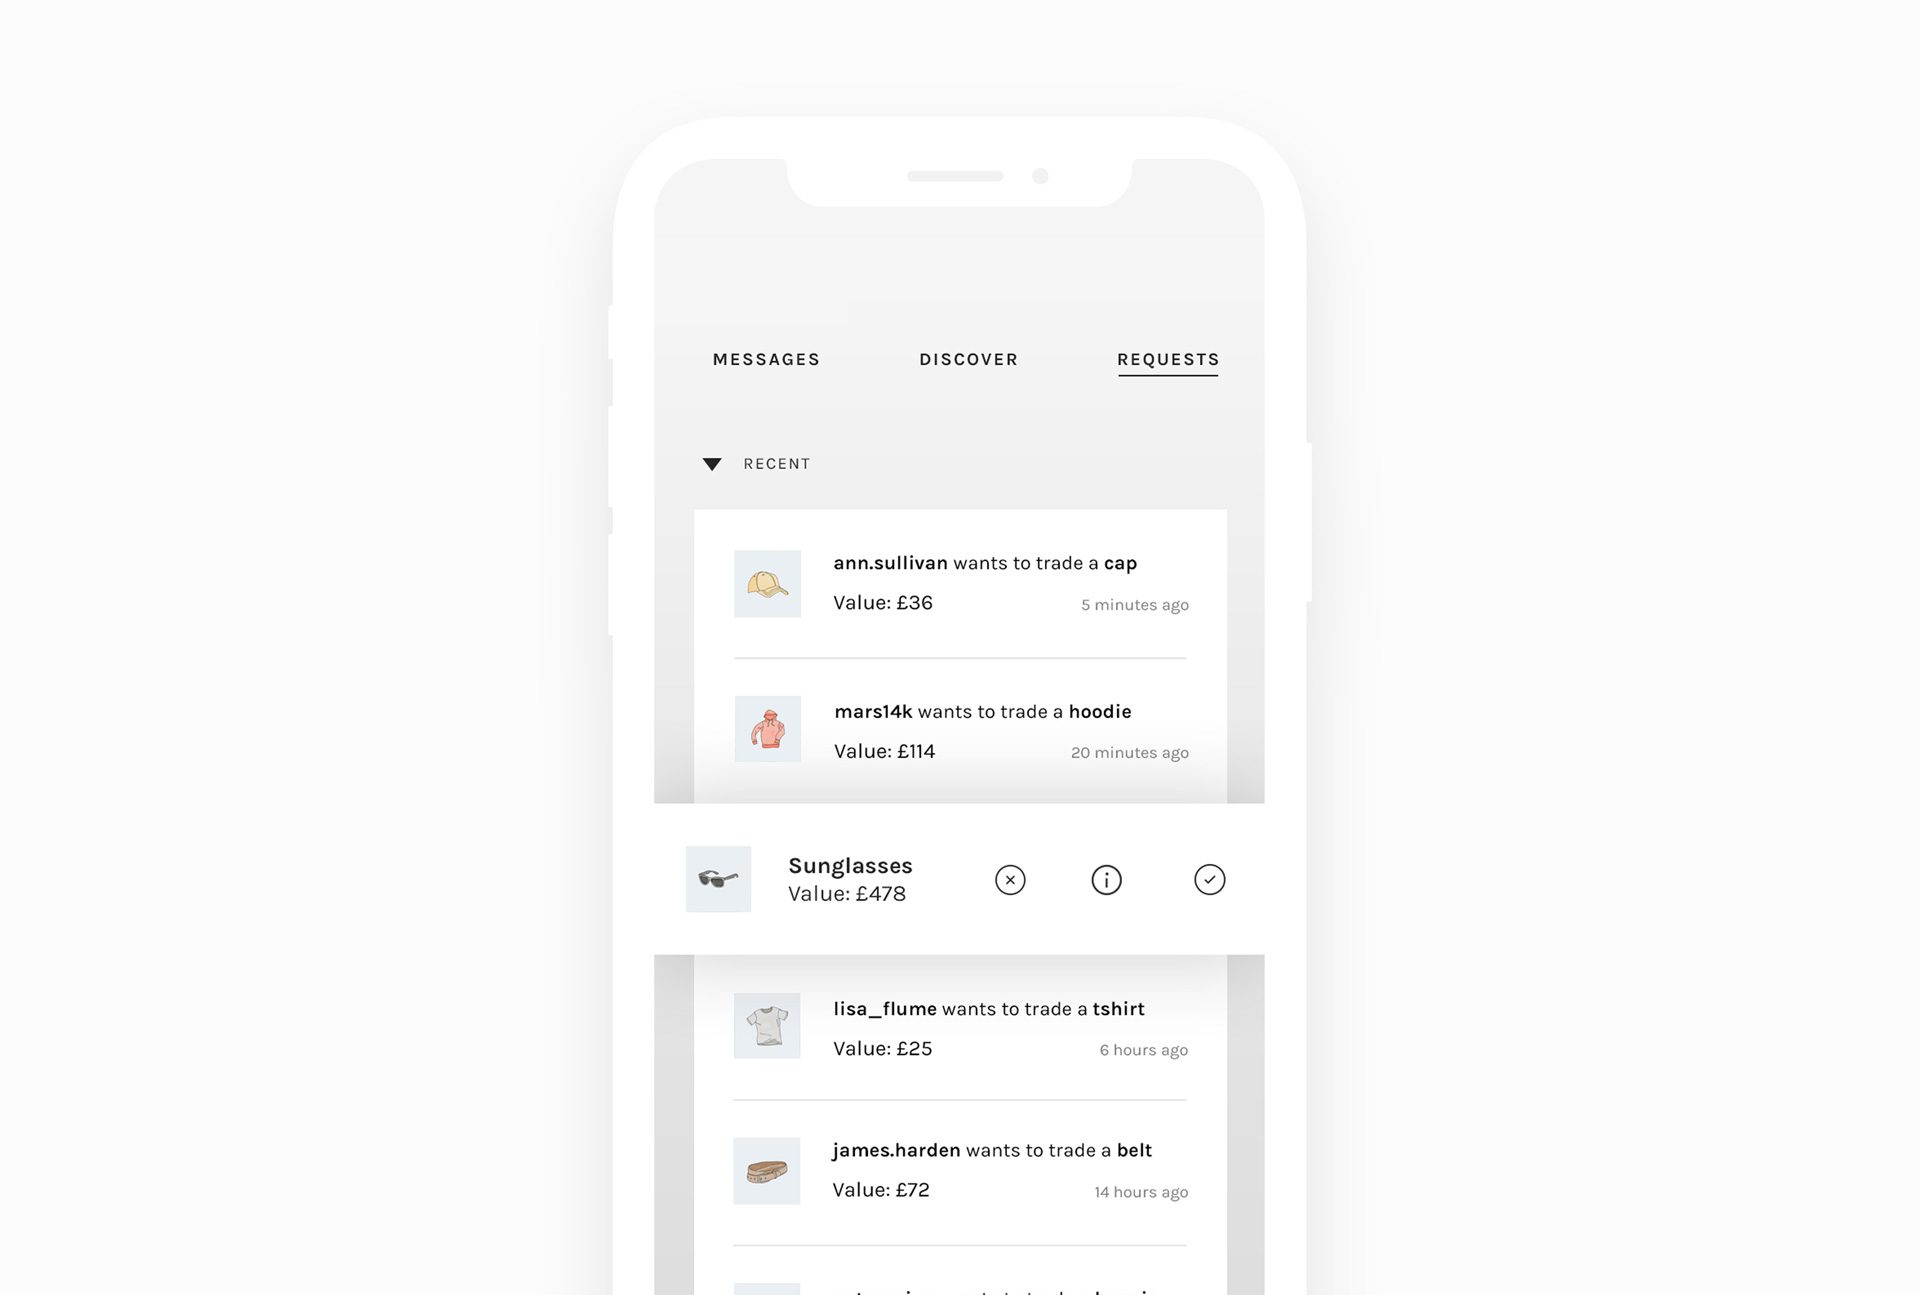 MESSAGES DISCOVER REQUESTS
RECENT
ann.sullivan wants to trade a cap
Value: £36 5 minutes ago
mars14k wants to trade a hoodie
Value: £114 20 minutes ago
Sunglasses
Value: £478
lisa_flume wants to trade a tshirt
Value: £25 6 hours ago
james.harden wants to trade a belt
Value: £72 14 hours ago